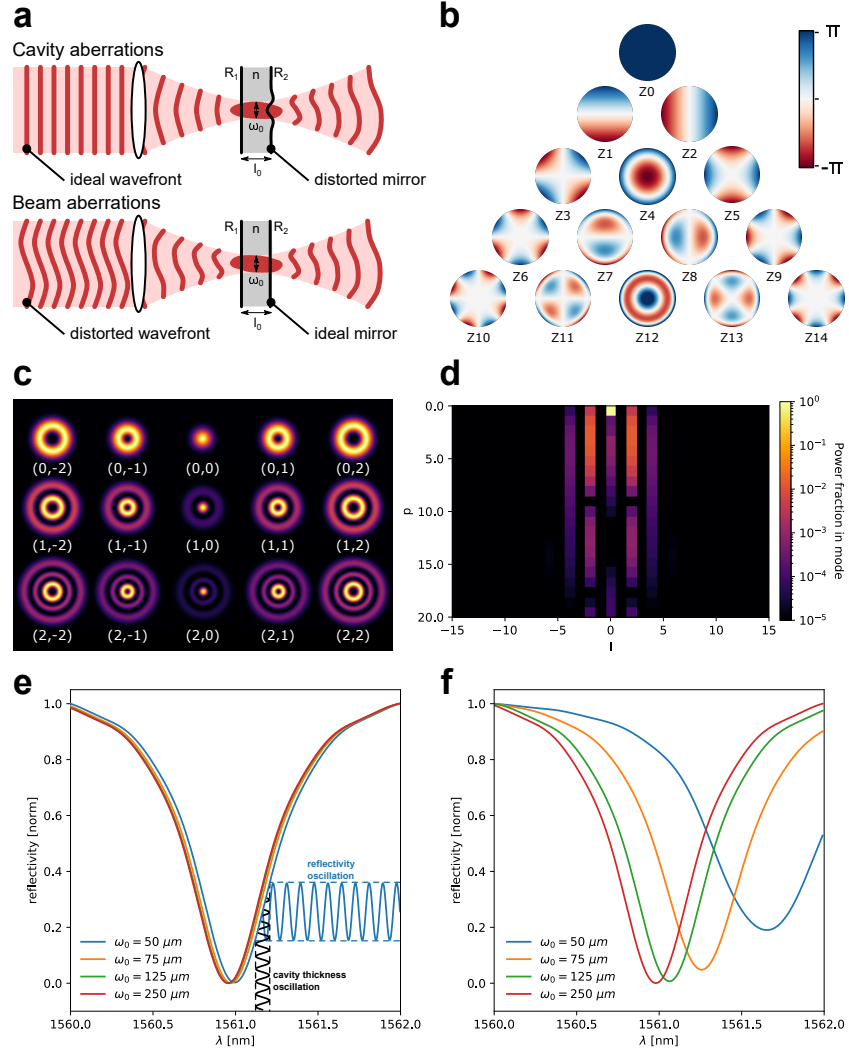 a
Cavity aberrations
R1 n R2
ω0
l0
ideal wavefront
distorted mirror
Beam aberrations
R1 n R2
ω0
l0
distorted wavefront
ideal mirror
b
π
-π
Z0
Z1 Z2
Z3 Z4 Z5
Z6 Z7 Z8 Z9
Z10 Z11 Z12 Z13 Z14
c
(0,-2) (0,-1) (0,0) (0,1) (0,2)
(1,-2) (1,-1) (1,0) (1,1) (1,2)
(2,-2) (2,-1) (2,0) (2,1) (2,2)
d
0.0
5.0
10.0
15.0
20.0
p
−15 −10 −5 0 5 10 15
l
10⁰
10⁻¹
10⁻²
10⁻³
10⁻⁴
10⁻⁵
Power fraction in mode
e
1.0
0.8
0.6
0.4
0.2
0.0
reflectivity [norm]
reflectivity
oscillation
cavity thickness
oscillation
ω0 = 50 μm
ω0 = 75 μm
ω0 = 125 μm
ω0 = 250 μm
1560.0 1560.5 1561.0 1561.5 1562.0
λ [nm]
f
1.0
0.8
0.6
0.4
0.2
0.0
reflectivity [norm]
ω0 = 50 μm
ω0 = 75 μm
ω0 = 125 μm
ω0 = 250 μm
1560.0 1560.5 1561.0 1561.5 1562.0
λ [nm]